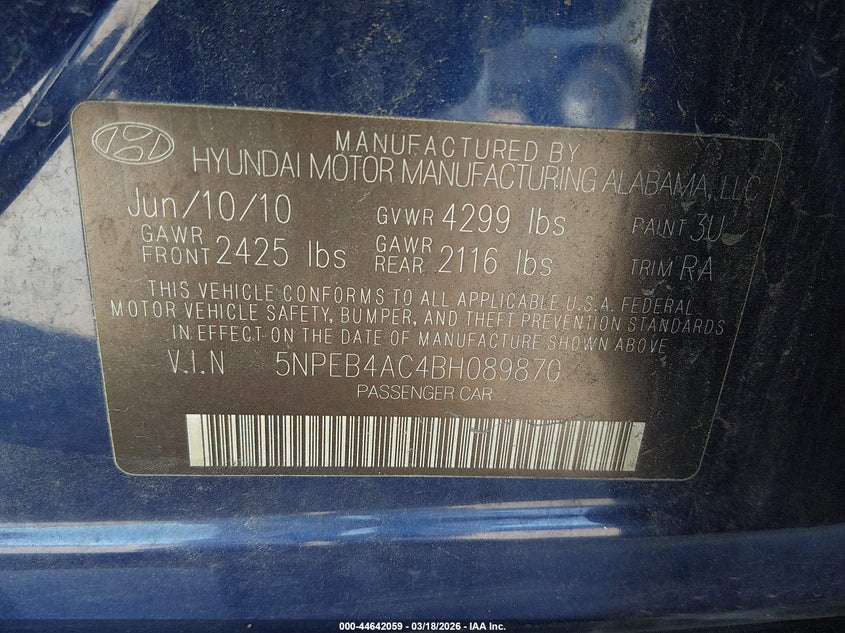 MANUFACTURED BY
HYUNDAI MOTOR MANUFACTURING ALABAMA, LLC
Jun/10/10 GVWR 4299 lbs PAINT 3U
GAWR FRONT 2425 lbs GAWR REAR 2116 lbs TRIM RA
THIS VEHICLE CONFORMS TO ALL APPLICABLE U.S.A. FEDERAL
MOTOR VEHICLE SAFETY, BUMPER, AND THEFT PREVENTION STANDARDS
IN EFFECT ON THE DATE OF MANUFACTURE SHOWN ABOVE.
V.I.N 5NPEB4AC4BH089870
PASSENGER CAR
000-44642059 — 03/18/2026 — IAA Inc.